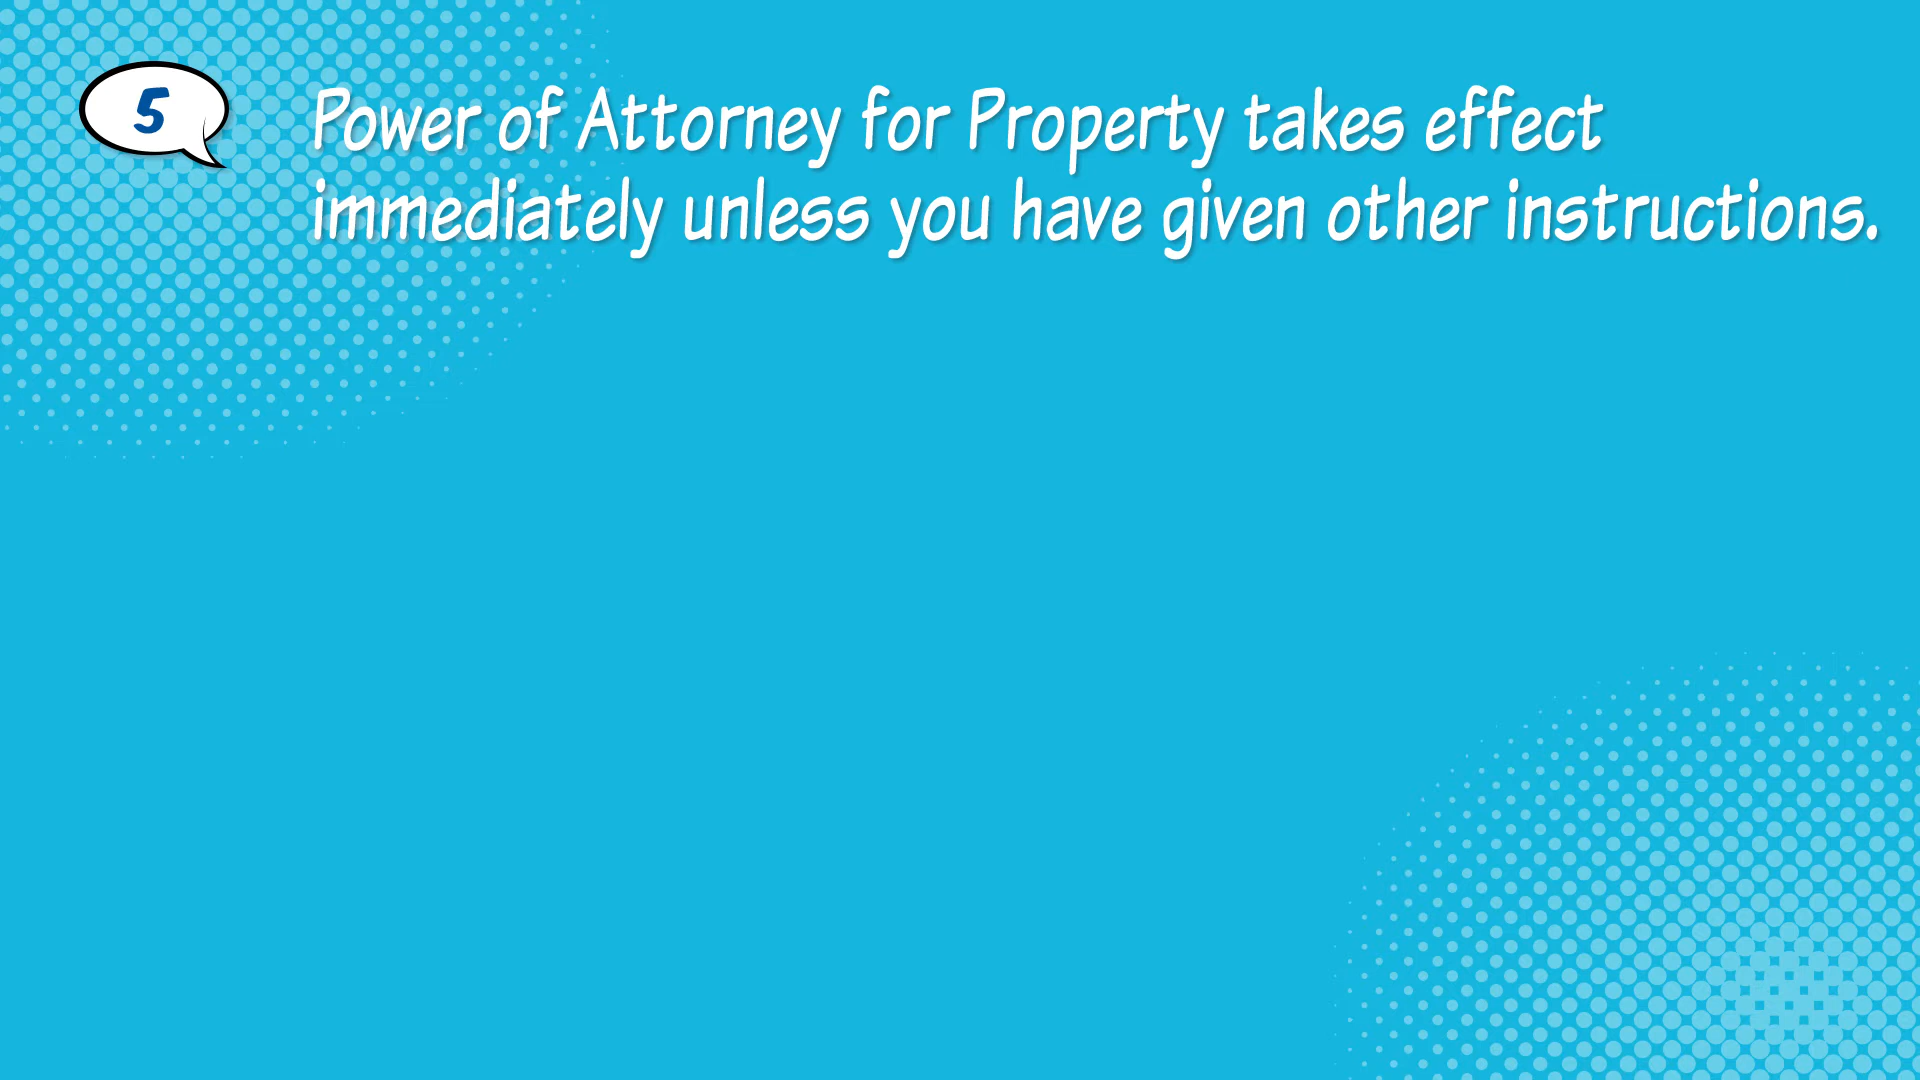 5
Power of Attorney for Property takes effect
immediately unless you have given other instructions.